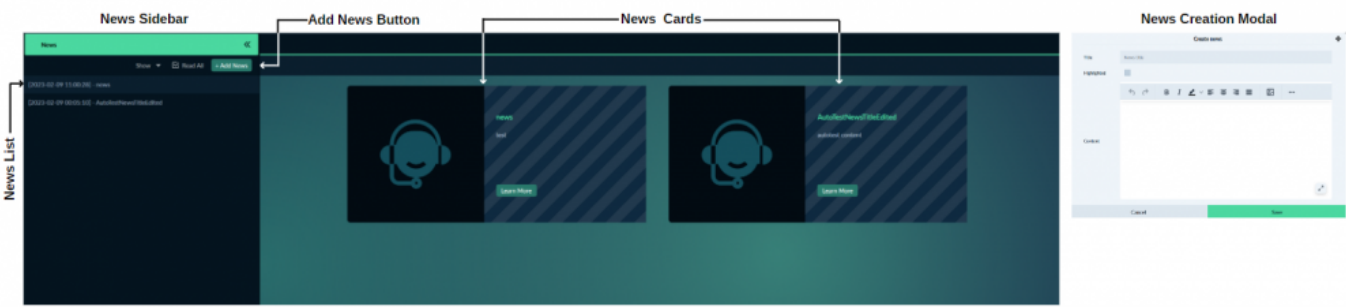 News Sidebar
Add News Button
News Cards
News Creation Modal
News List
News
Show
Read All
+ Add News
[2023-02-09 11:00:20] - news
[2023-02-09 00:01:53] - AutoTestNewsTitleEdited
news
test
Learn More
AutoTestNewsTitleEdited
autotest content
Learn More
Create news
Title
News title
Highlighted
Content
Cancel
Save